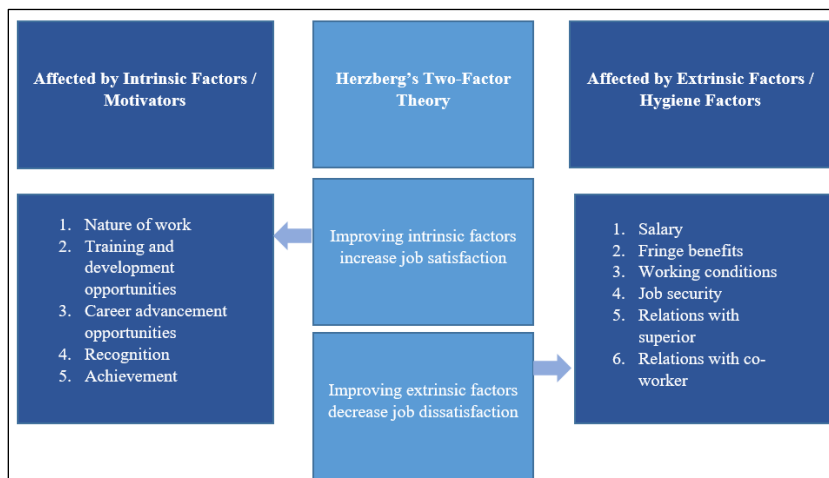 Affected by Intrinsic Factors /
Motivators
Herzberg's Two-Factor
Theory
Affected by Extrinsic Factors /
Hygiene Factors
1. Nature of work
2. Training and
development
opportunities
3. Career advancement
opportunities
4. Recognition
5. Achievement
Improving intrinsic factors
increase job satisfaction
Improving extrinsic factors
decrease job dissatisfaction
1. Salary
2. Fringe benefits
3. Working conditions
4. Job security
5. Relations with
superior
6. Relations with co-
worker